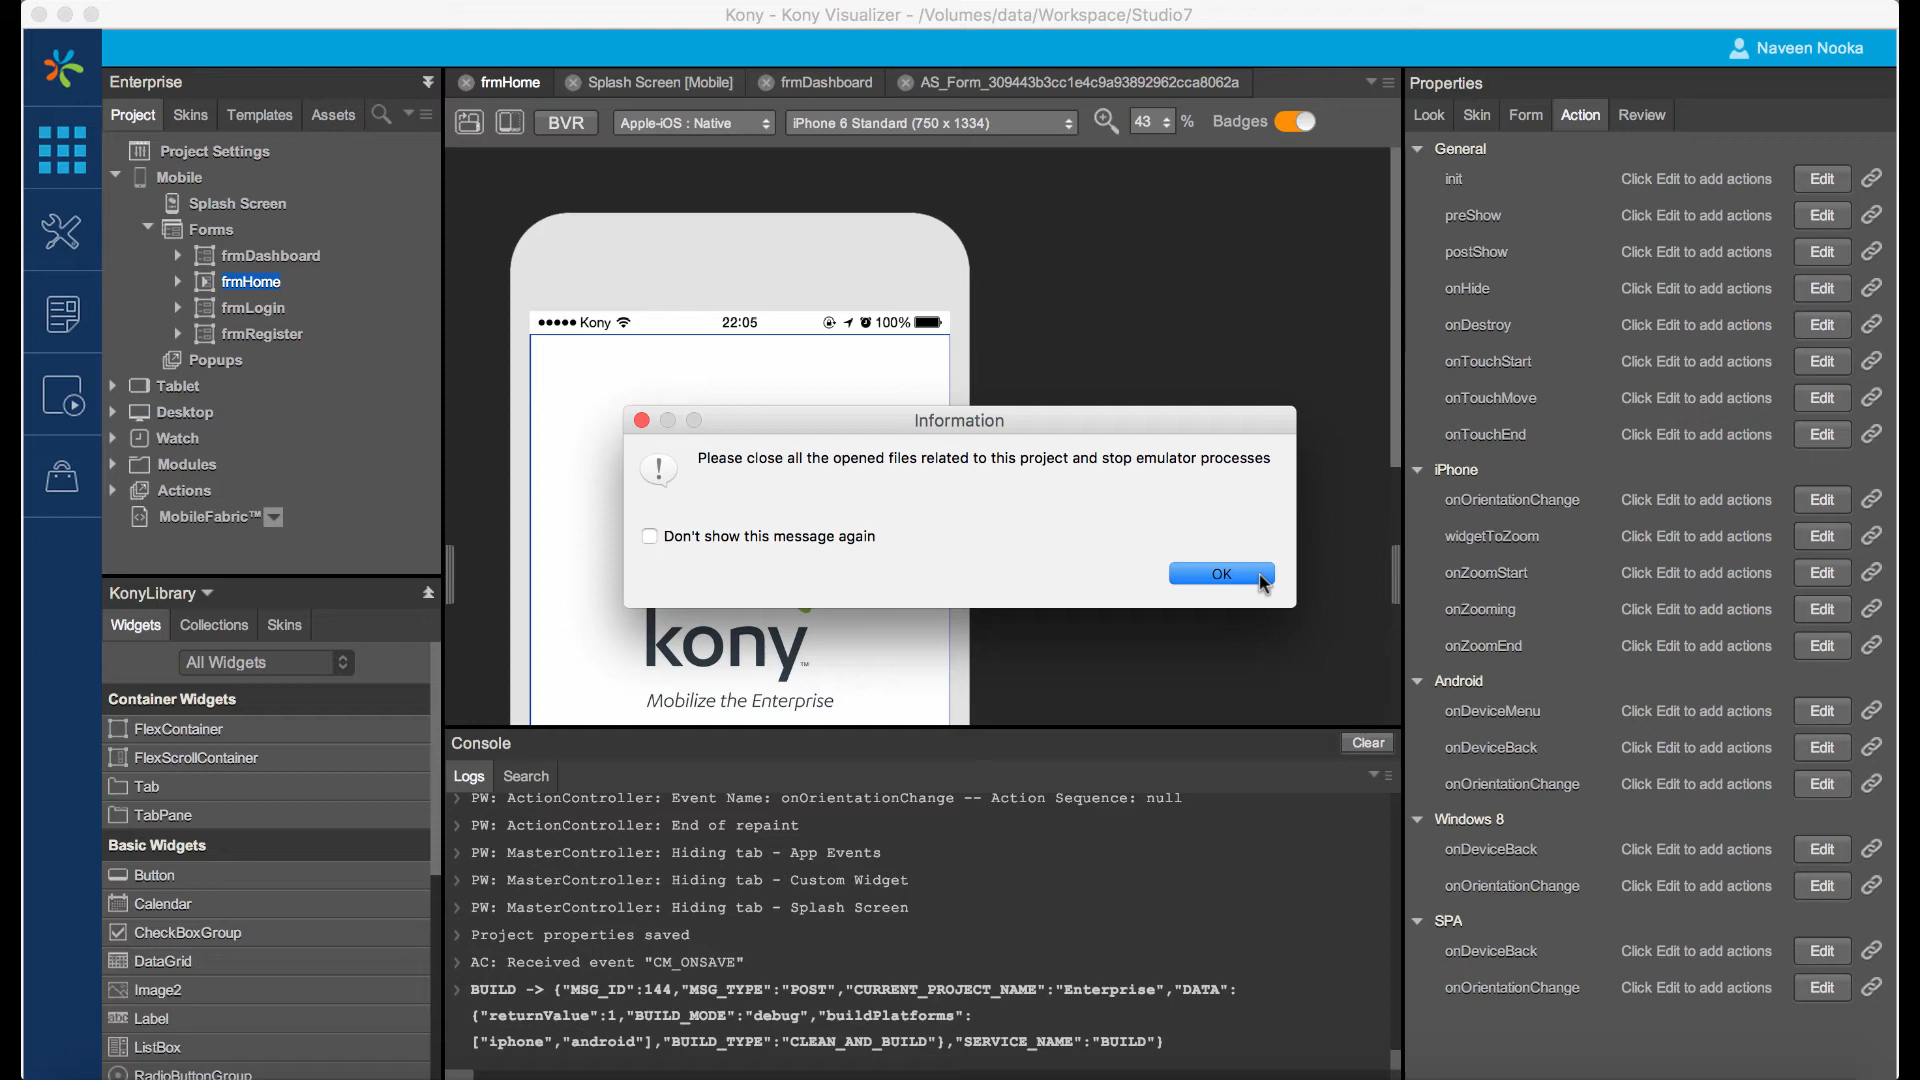 Kony - Kony Visualizer - /Volumes/data/Workspace/Studio7
Naveen Nooka
Enterprise
Project Skins Templates Assets
Project Settings
Mobile
Splash Screen
Forms
frmDashboard
frmHome
frmLogin
frmRegister
Popups
Tablet
Desktop
Watch
Modules
Actions
MobileFabric™
KonyLibrary
Widgets Collections Skins
All Widgets
Container Widgets
FlexContainer
FlexScrollContainer
Tab
TabPane
Basic Widgets
Button
Calendar
CheckBoxGroup
DataGrid
Image2
Label
ListBox
RadioButtonGroup
frmHome Splash Screen [Mobile] frmDashboard AS_Form_309443b3cc1e4c9a93892962cca8062a
BVR Apple-iOS : Native iPhone 6 Standard (750 x 1334) 43 % Badges
Kony 22:05 100%
Information
Please close all the opened files related to this project and stop emulator processes
Don't show this message again
OK
kony™
Mobilize the Enterprise
Console Clear
Logs Search
PW: ActionController: Event Name: onOrientationChange -- Action Sequence: null
PW: ActionController: End of repaint
PW: MasterController: Hiding tab - App Events
PW: MasterController: Hiding tab - Custom Widget
PW: MasterController: Hiding tab - Splash Screen
Project properties saved
AC: Received event "CM_ONSAVE"
BUILD -> {"MSG_ID":144,"MSG_TYPE":"POST","CURRENT_PROJECT_NAME":"Enterprise","DATA":
{"returnValue":1,"BUILD_MODE":"debug","buildPlatforms":
["iphone","android"],"BUILD_TYPE":"CLEAN_AND_BUILD"},"SERVICE_NAME":"BUILD"}
Properties
Look Skin Form Action Review
General
init Click Edit to add actions Edit
preShow Click Edit to add actions Edit
postShow Click Edit to add actions Edit
onHide Click Edit to add actions Edit
onDestroy Click Edit to add actions Edit
onTouchStart Click Edit to add actions Edit
onTouchMove Click Edit to add actions Edit
onTouchEnd Click Edit to add actions Edit
iPhone
onOrientationChange Click Edit to add actions Edit
widgetToZoom Click Edit to add actions Edit
onZoomStart Click Edit to add actions Edit
onZooming Click Edit to add actions Edit
onZoomEnd Click Edit to add actions Edit
Android
onDeviceMenu Click Edit to add actions Edit
onDeviceBack Click Edit to add actions Edit
onOrientationChange Click Edit to add actions Edit
Windows 8
onDeviceBack Click Edit to add actions Edit
onOrientationChange Click Edit to add actions Edit
SPA
onDeviceBack Click Edit to add actions Edit
onOrientationChange Click Edit to add actions Edit